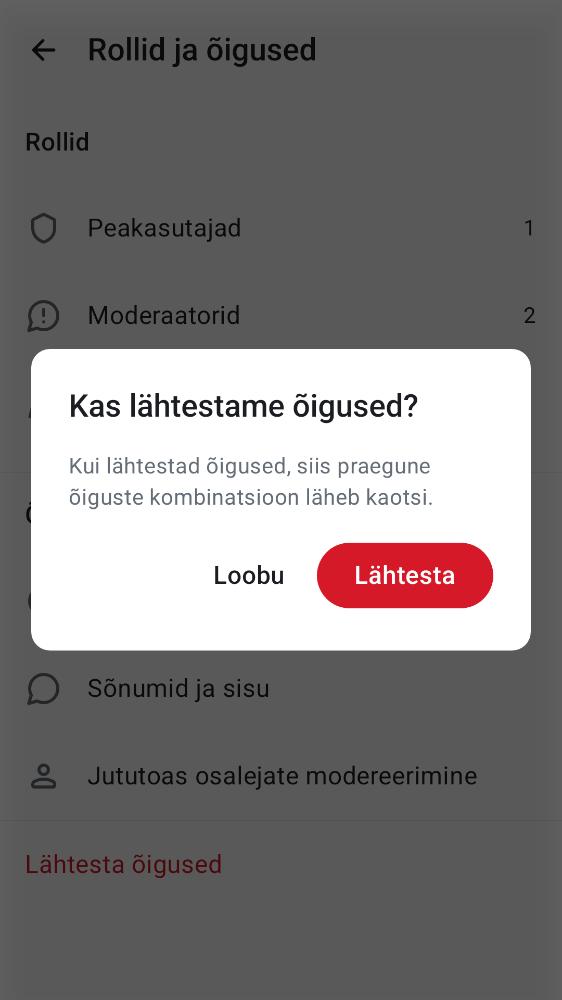 Rollid ja õigused
Rollid
Peakasutajad 1
Moderaatorid 2
Kas lähtestame õigused?
Kui lähtestad õigused, siis praegune
õiguste kombinatsioon läheb kaotsi.
Loobu Lähtesta
Sõnumid ja sisu
Jututoas osalejate modereerimine
Lähtesta õigused